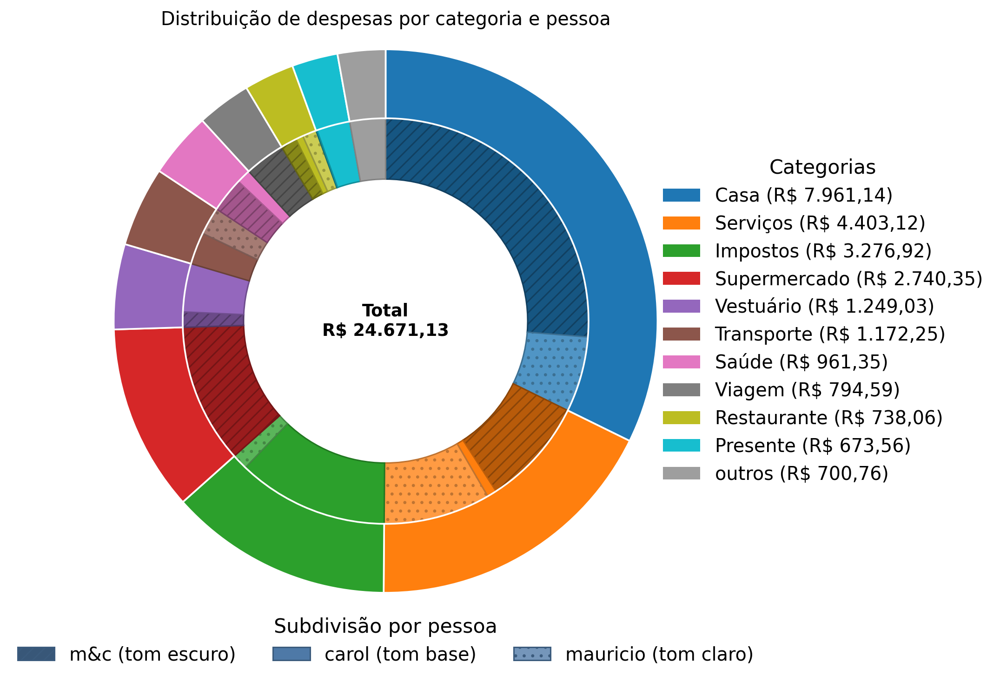 Distribuição de despesas por categoria e pessoa
Total
R$ 24.671,13
Categorias
Casa (R$ 7.961,14)
Serviços (R$ 4.403,12)
Impostos (R$ 3.276,92)
Supermercado (R$ 2.740,35)
Vestuário (R$ 1.249,03)
Transporte (R$ 1.172,25)
Saúde (R$ 961,35)
Viagem (R$ 794,59)
Restaurante (R$ 738,06)
Presente (R$ 673,56)
outros (R$ 700,76)
Subdivisão por pessoa
m&c (tom escuro)
carol (tom base)
mauricio (tom claro)